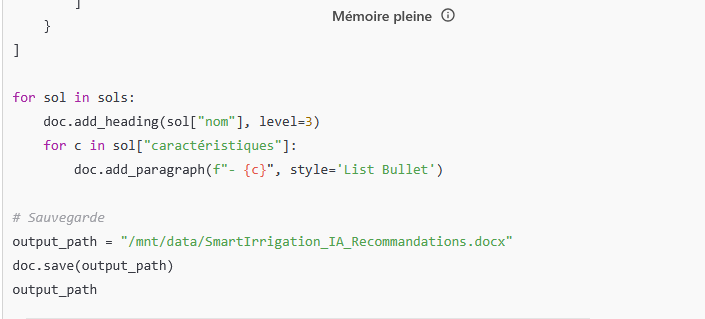 ]
Mémoire pleine
}
]
for sol in sols:
doc.add_heading(sol["nom"], level=3)
for c in sol["caractéristiques"]:
doc.add_paragraph(f"- {c}", style='List Bullet')
# Sauvegarde
output_path = "/mnt/data/SmartIrrigation_IA_Recommandations.docx"
doc.save(output_path)
output_path